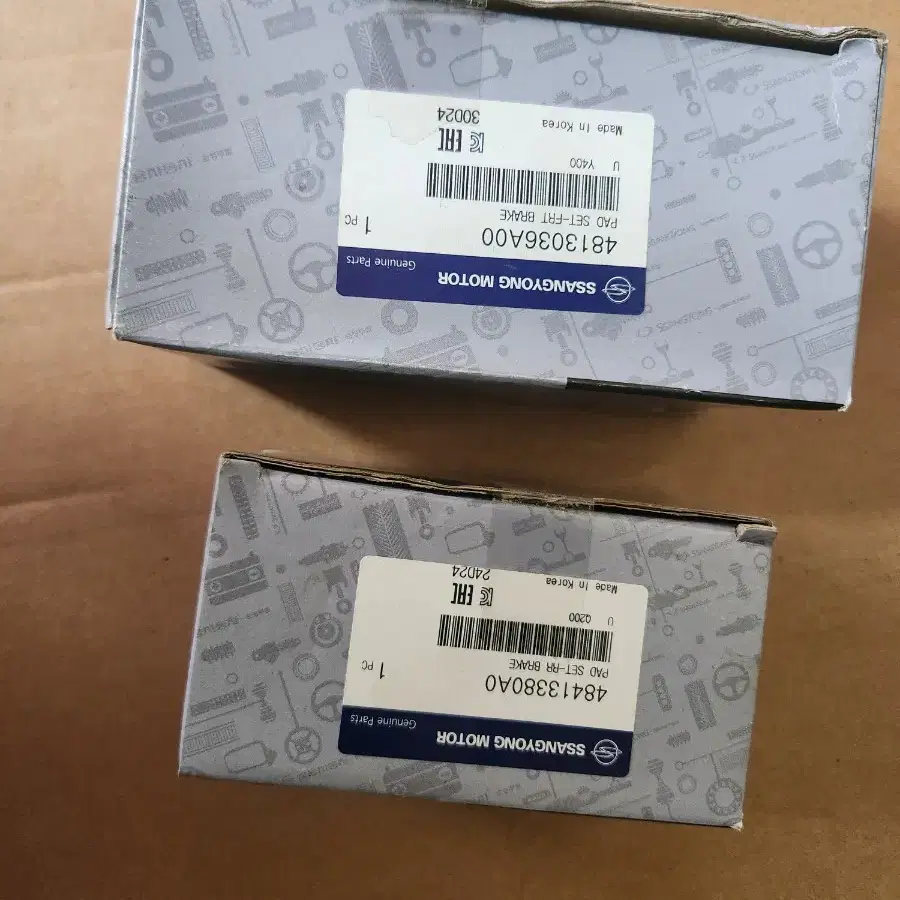 SSANGYONG MOTOR
Genuine Parts
4813036A00
PAD SET-FRT BRAKE
1 PC
U Y400
Made In Korea
EAC
30D24
SSANGYONG MOTOR
Genuine Parts
48413380A0
PAD SET-RR BRAKE
1 PC
U Q200
Made In Korea
EAC
24D24